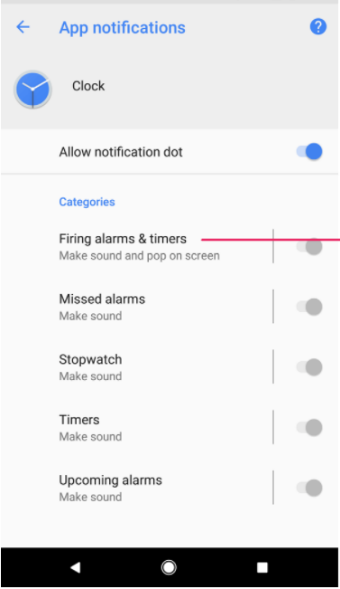 App notifications
?
Clock
Allow notification dot
Categories
Firing alarms & timers
Make sound and pop on screen
Missed alarms
Make sound
Stopwatch
Make sound
Timers
Make sound
Upcoming alarms
Make sound